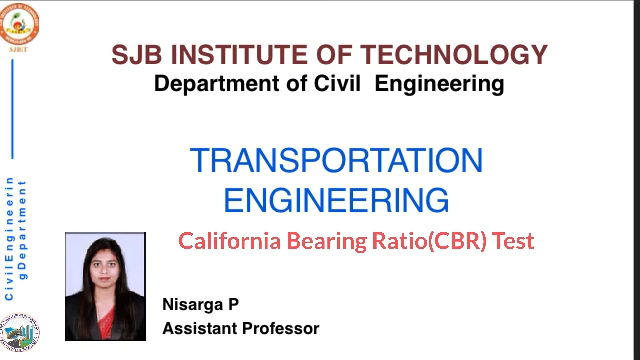 SJB INSTITUTE OF TECHNOLOGY
Department of Civil Engineering
TRANSPORTATION
ENGINEERING
California Bearing Ratio(CBR) Test
Nisarga P
Assistant Professor
CivilEngineerin
gDepartment
SJBIT